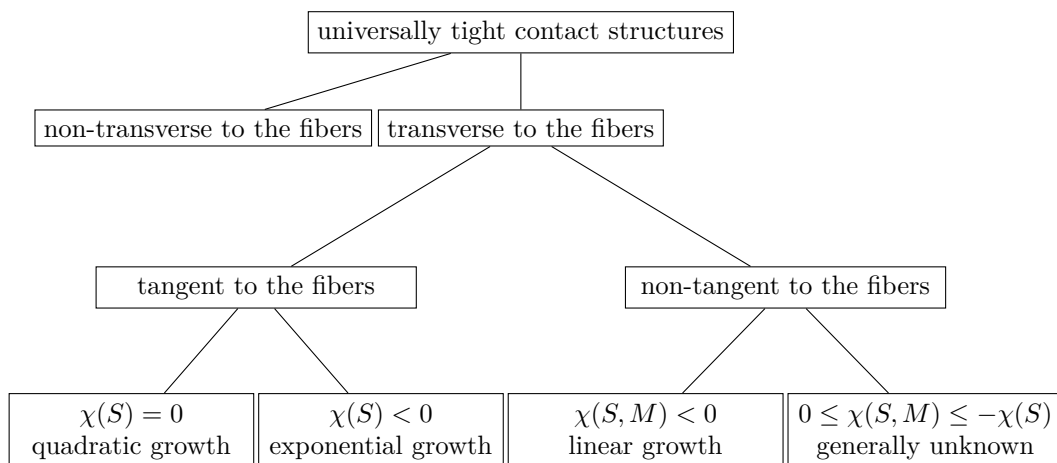 universally tight contact structures
non-transverse to the fibers
transverse to the fibers
tangent to the fibers
non-tangent to the fibers
χ(S) = 0
quadratic growth
χ(S) < 0
exponential growth
χ(S, M) < 0
linear growth
0 ≤ χ(S, M) ≤ −χ(S)
generally unknown